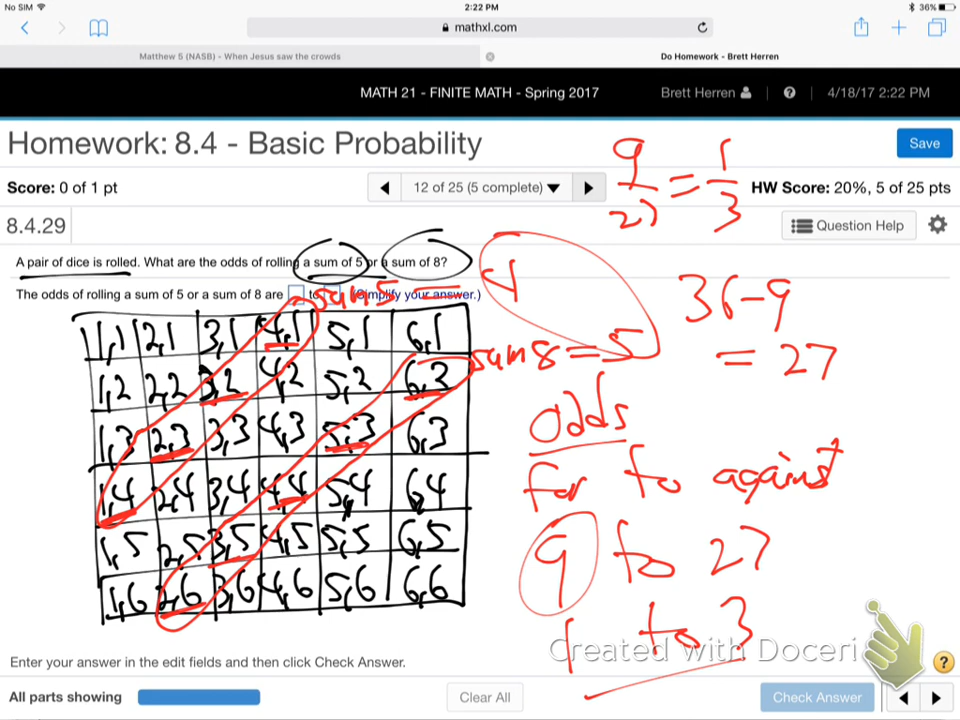 No SIM 2:22 PM 36%
mathxl.com
Matthew 5 (NASB) - When Jesus saw the crowds Do Homework - Brett Herren
MATH 21 - FINITE MATH - Spring 2017 Brett Herren ? 4/18/17 2:22 PM
Homework: 8.4 - Basic Probability Save
Score: 0 of 1 pt 12 of 25 (5 complete) HW Score: 20%, 5 of 25 pts
8.4.29 Question Help
9/27 = 1/3
A pair of dice is rolled. What are the odds of rolling a sum of 5 or a sum of 8?
The odds of rolling a sum of 5 or a sum of 8 are to (Simplify your answer.)
sum 5 = 4
sum 8 = 5
36-9
= 27
1,1 2,1 3,1 4,1 5,1 6,1
1,2 2,2 3,2 4,2 5,2 6,3
1,3 2,3 3,3 4,3 5,3 6,3
1,4 2,4 3,4 4,4 5,4 6,4
1,5 2,5 3,5 4,5 5,5 6,5
1,6 2,6 3,6 4,6 5,6 6,6
odds
for to against
9 to 27
1 to 3
Created with Doceri
Enter your answer in the edit fields and then click Check Answer. ?
All parts showing Clear All Check Answer